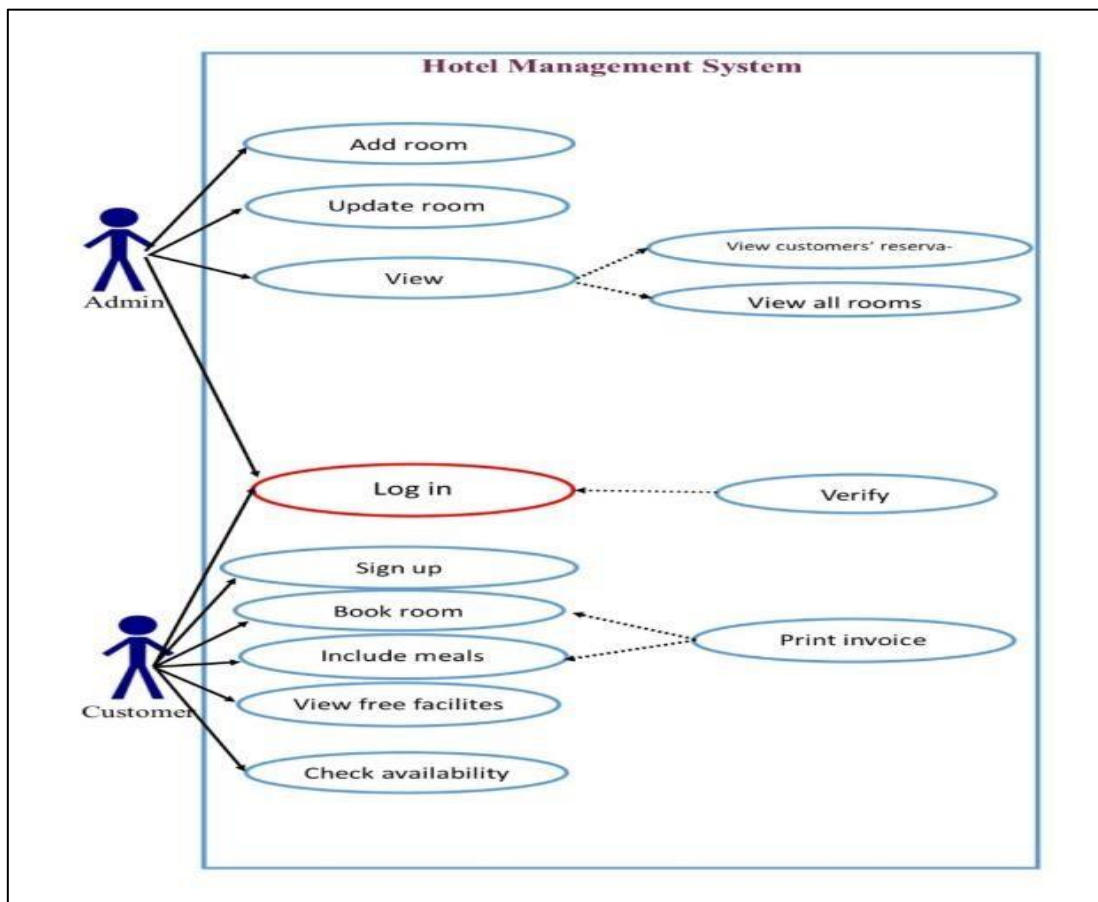 Hotel Management System
Add room
Update room
View customers' reserva-
View
View all rooms
Admin
Log in
Verify
Sign up
Book room
Print invoice
Include meals
View free facilites
Customer
Check availability